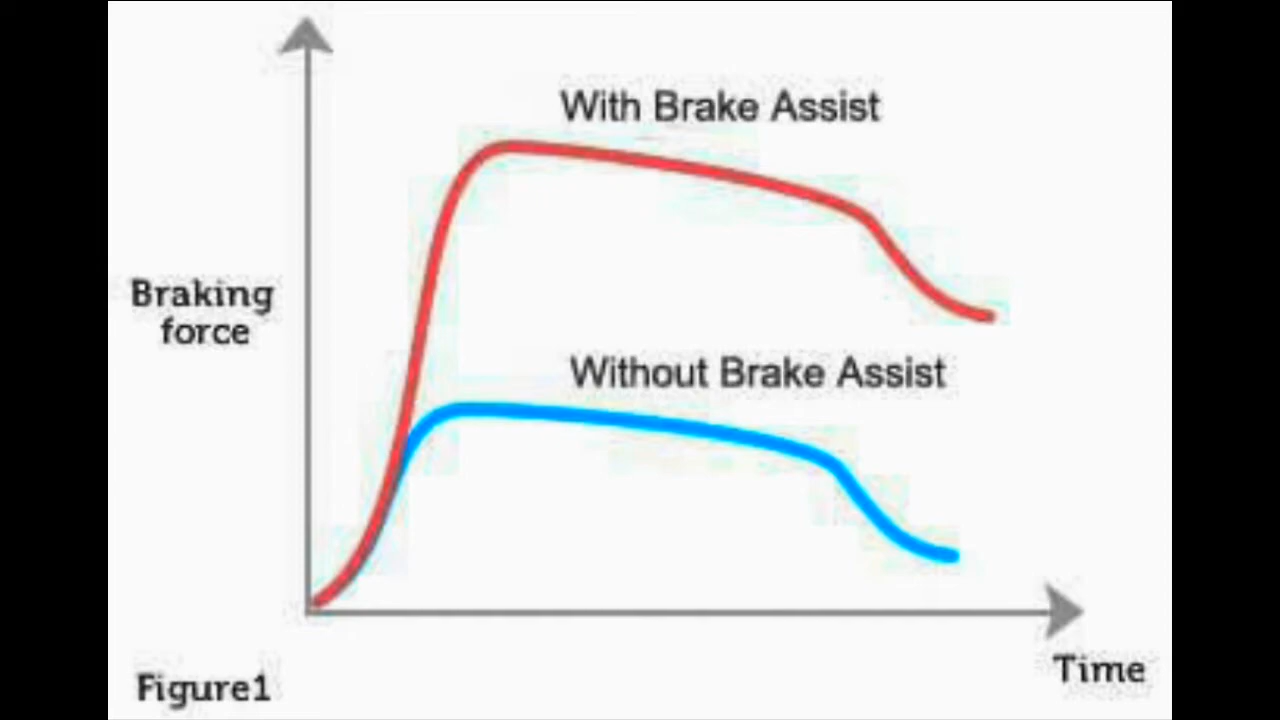 With Brake Assist
Braking
force
Without Brake Assist
Time
Figure1